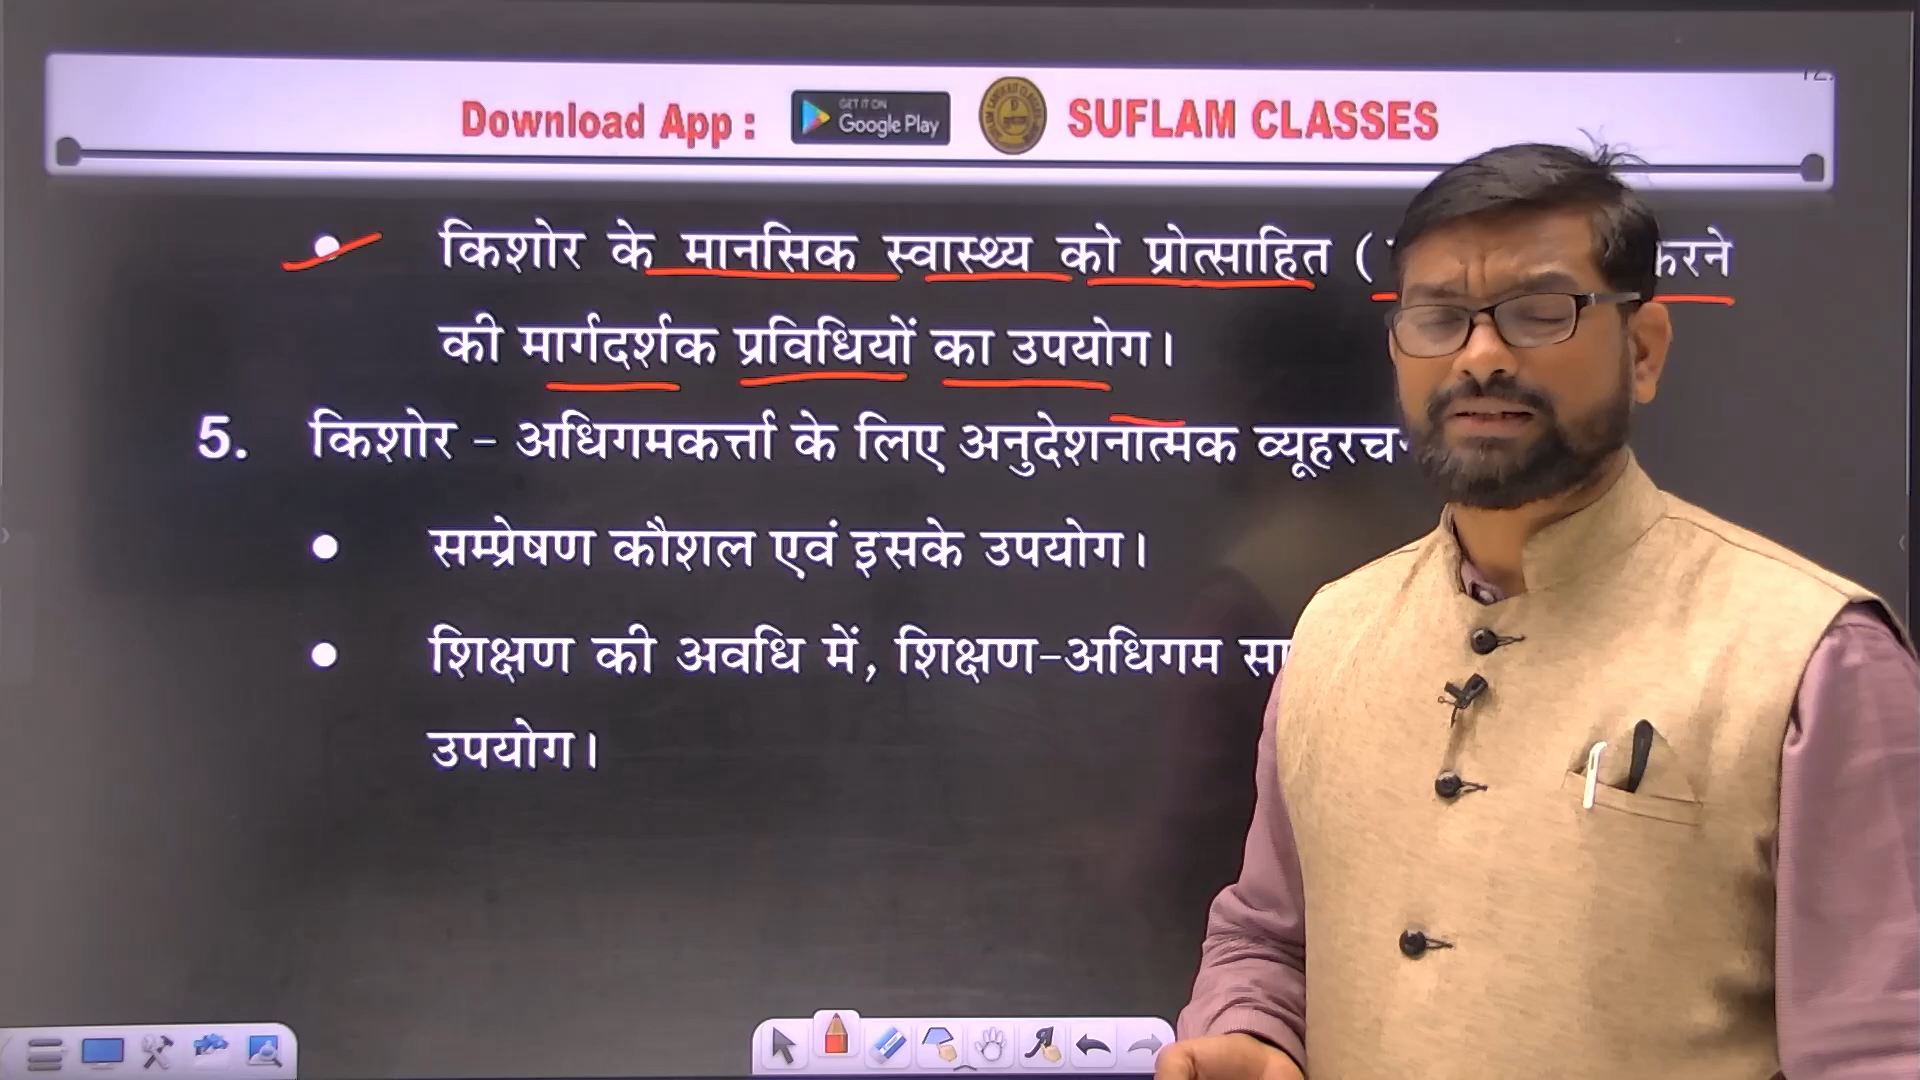 Download App : GET IT ON Google Play SUFLAM CLASSES
• किशोर के मानसिक स्वास्थ्य को प्रोत्साहित ( करने
की मार्गदर्शक प्रविधियों का उपयोग।
5. किशोर - अधिगमकर्त्ता के लिए अनुदेशनात्मक
• सम्प्रेषण कौशल एवं इसके उपयोग।
• शिक्षण की अवधि में, शिक्षण-अधिगम
उपयोग।